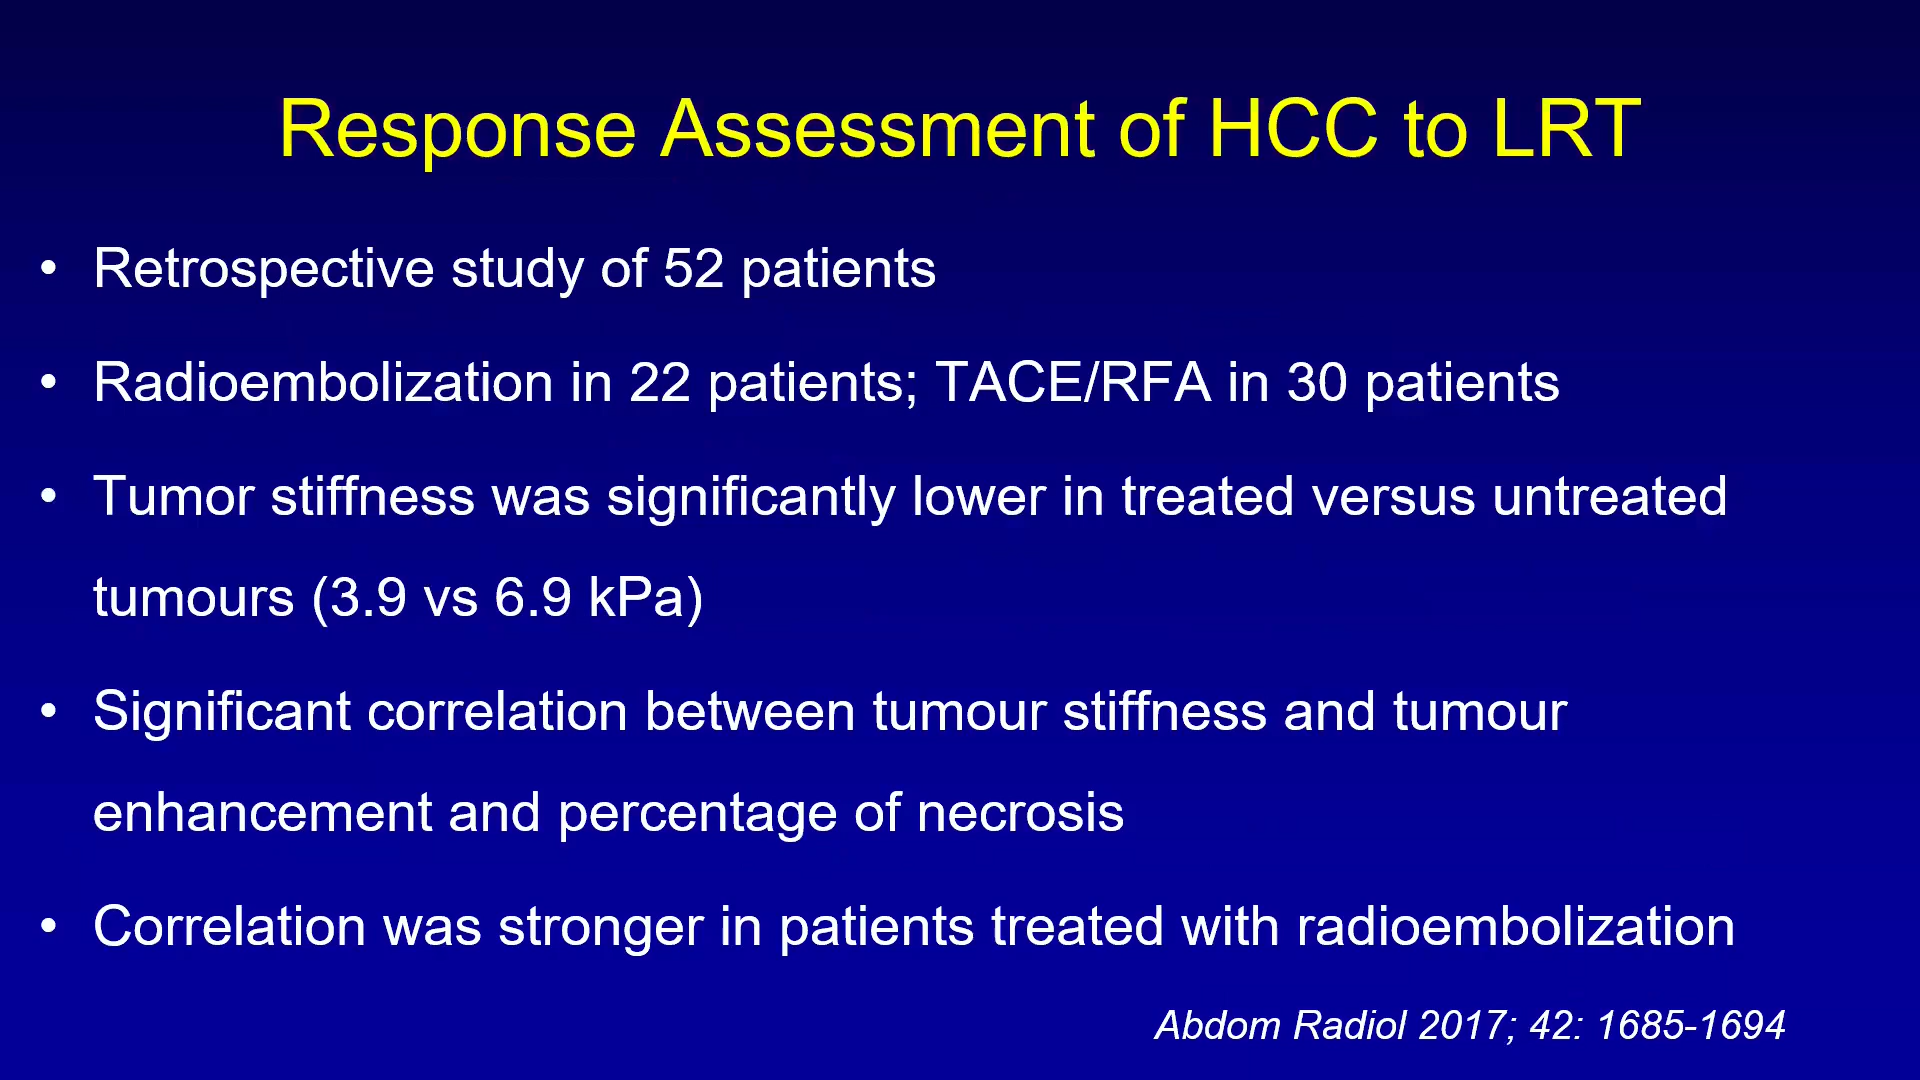 Response Assessment of HCC to LRT
• Retrospective study of 52 patients
• Radioembolization in 22 patients; TACE/RFA in 30 patients
• Tumor stiffness was significantly lower in treated versus untreated
tumours (3.9 vs 6.9 kPa)
• Significant correlation between tumour stiffness and tumour
enhancement and percentage of necrosis
• Correlation was stronger in patients treated with radioembolization
Abdom Radiol 2017; 42: 1685-1694